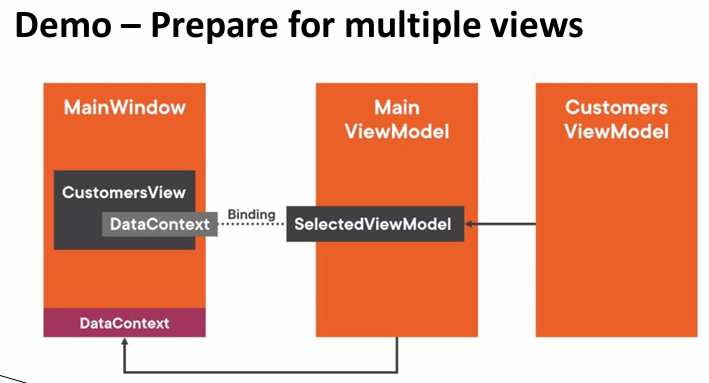 Demo – Prepare for multiple views
MainWindow
CustomersView
DataContext
DataContext
Binding
Main
ViewModel
SelectedViewModel
Customers
ViewModel